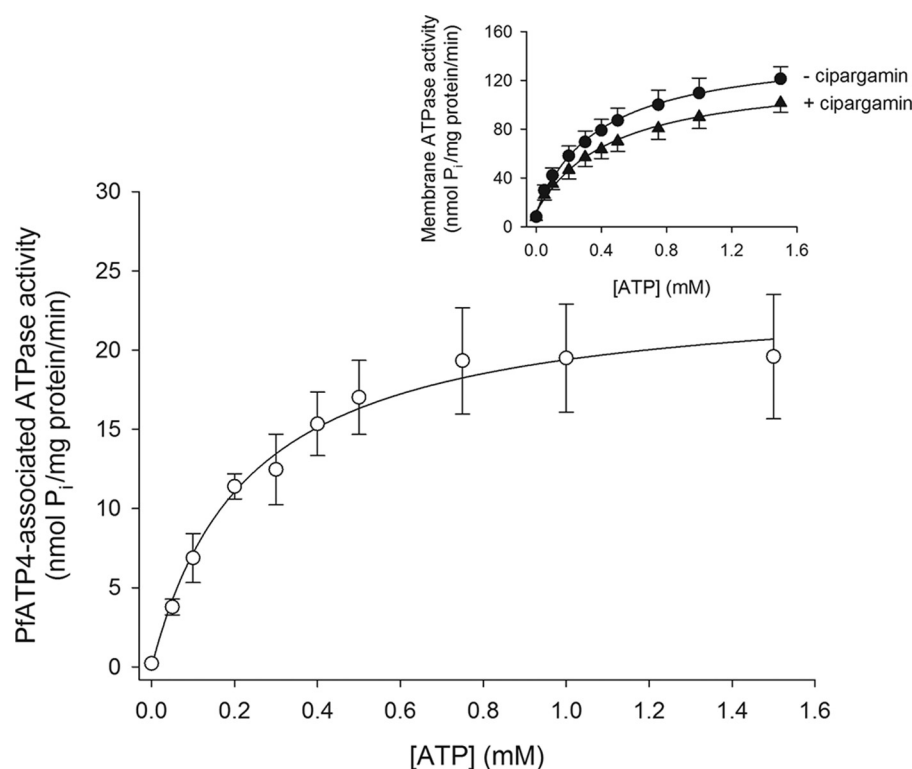 Membrane ATPase activity
(nmol Pi/mg protein/min)
160
120
80
40
0
- cipargamin
+ cipargamin
0.0 0.4 0.8 1.2 1.6
[ATP] (mM)
PfATP4-associated ATPase activity
(nmol Pi/mg protein/min)
30
25
20
15
10
5
0
0.0 0.2 0.4 0.6 0.8 1.0 1.2 1.4 1.6
[ATP] (mM)